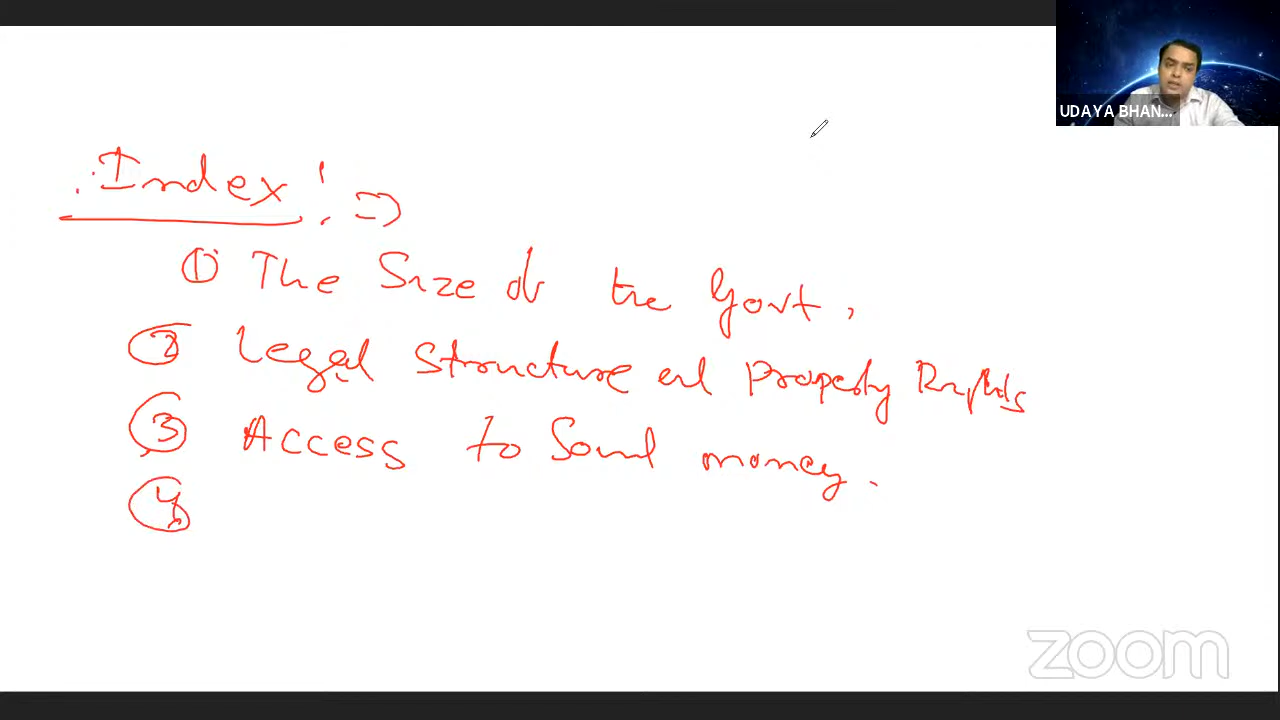 UDAYA BHAN...
Index : ⇒
① The Size of the Govt,
② Legal Structure and Property Rights
③ Access to Sound money.
④
zoom